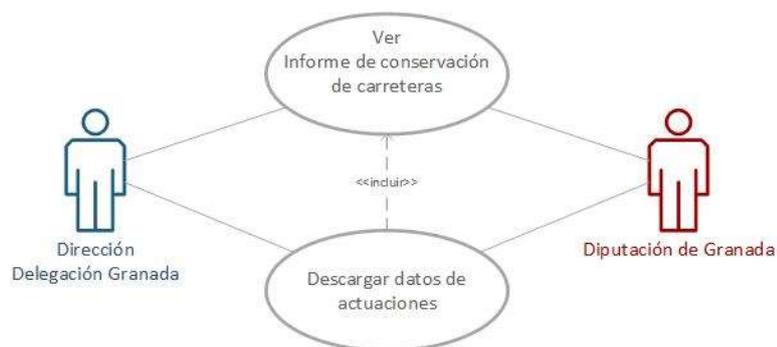 Ver
Informe de conservación
de carreteras
<<incluir>>
Dirección
Delegación Granada
Diputación de Granada
Descargar datos de
actuaciones